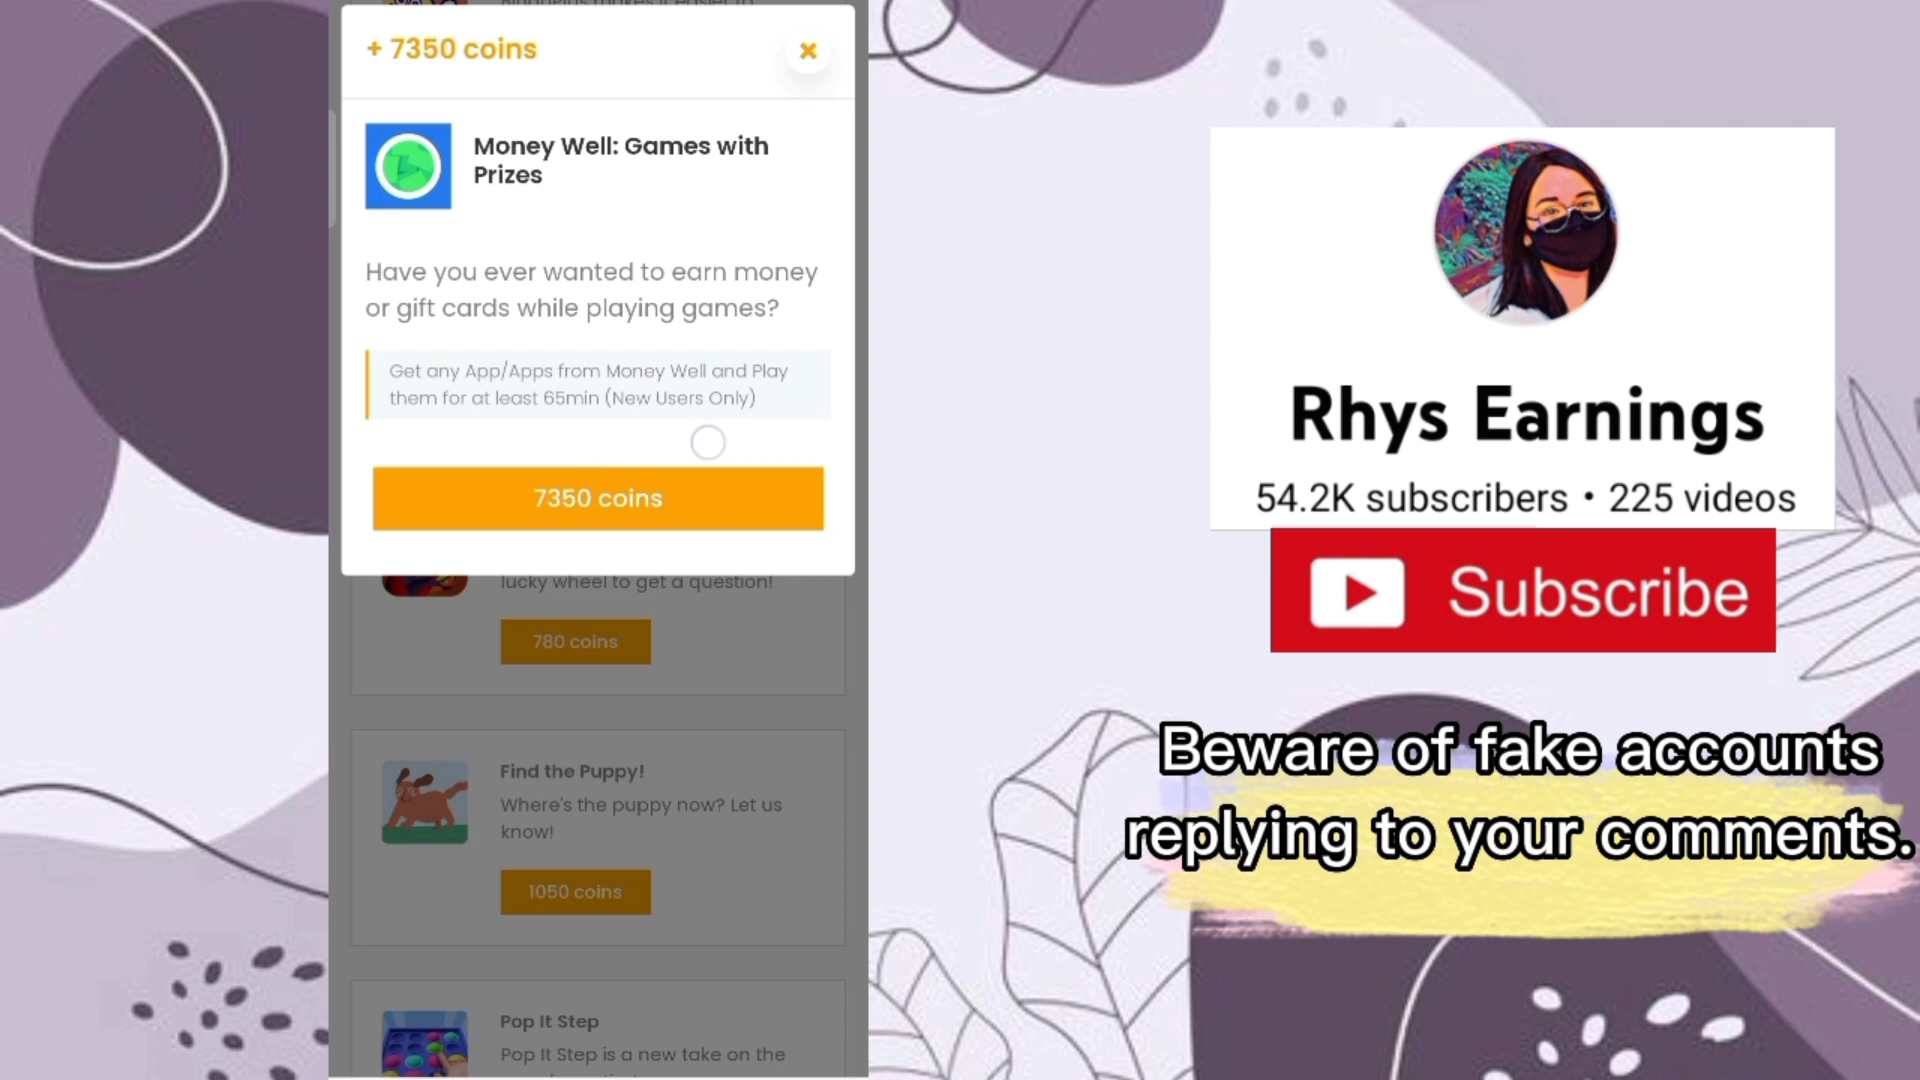 + 7350 coins
Money Well: Games with
Prizes
Have you ever wanted to earn money
or gift cards while playing games?
Get any App/Apps from Money Well and Play
them for at least 65min (New Users Only)
7350 coins
lucky wheel to get a question!
780 coins
Find the Puppy!
Where's the puppy now? Let us
know!
1050 coins
Pop It Step
Pop It Step is a new take on the
Rhys Earnings
54.2K subscribers • 225 videos
Subscribe
Beware of fake accounts
replying to your comments.